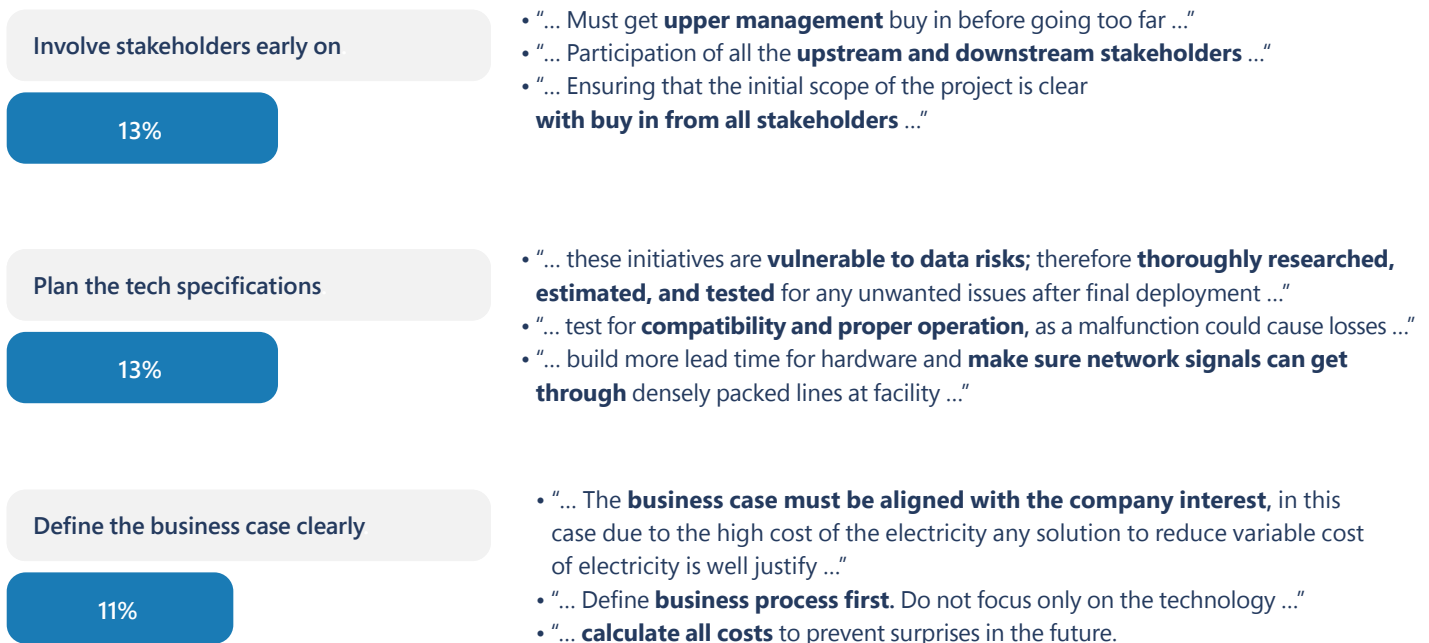 Involve stakeholders early on
13%
• “... Must get upper management buy in before going too far ...”
• “... Participation of all the upstream and downstream stakeholders ...“
• “... Ensuring that the initial scope of the project is clear
with buy in from all stakeholders ...”
Plan the tech specifications
13%
• “... these initiatives are vulnerable to data risks; therefore thoroughly researched,
estimated, and tested for any unwanted issues after final deployment ...”
• “... test for compatibility and proper operation, as a malfunction could cause losses ...”
• “... build more lead time for hardware and make sure network signals can get
through densely packed lines at facility ...”
Define the business case clearly
11%
• “... The business case must be aligned with the company interest, in this
case due to the high cost of the electricity any solution to reduce variable cost
of electricity is well justify ...”
• “... Define business process first. Do not focus only on the technology ...”
• “... calculate all costs to prevent surprises in the future.